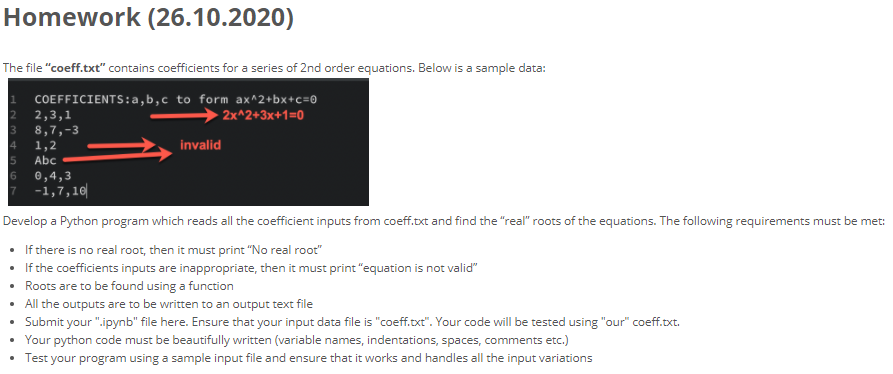 Homework (26.10.2020)
The file "coeff.txt" contains coefficients for a series of 2nd order equations. Below is a sample data:
1 COEFFICIENTS:a,b,c to form ax^2+bx+c=0
2 2,3,1 2x^2+3x+1=0
3 8,7,-3
4 1,2 invalid
5 Abc
6 0,4,3
7 -1,7,10
Develop a Python program which reads all the coefficient inputs from coeff.txt and find the "real" roots of the equations. The following requirements must be met:
• If there is no real root, then it must print "No real root"
• If the coefficients inputs are inappropriate, then it must print "equation is not valid"
• Roots are to be found using a function
• All the outputs are to be written to an output text file
• Submit your ".ipynb" file here. Ensure that your input data file is "coeff.txt". Your code will be tested using "our" coeff.txt.
• Your python code must be beautifully written (variable names, indentations, spaces, comments etc.)
• Test your program using a sample input file and ensure that it works and handles all the input variations